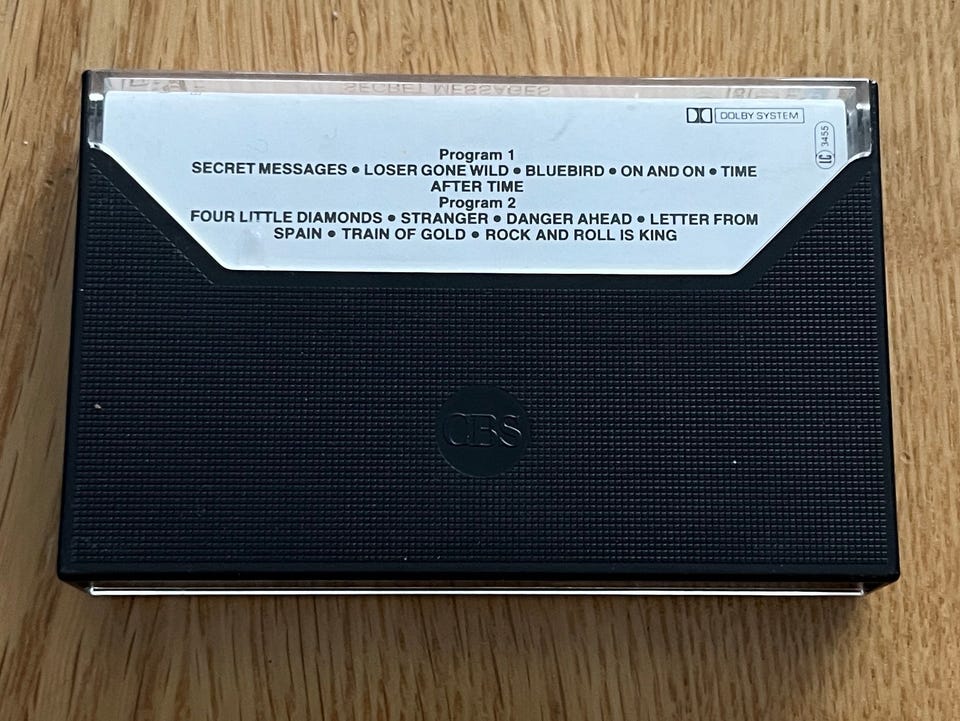 SECRET MESSAGES
DOLBY SYSTEM
LC 3455
Program 1
SECRET MESSAGES • LOSER GONE WILD • BLUEBIRD • ON AND ON • TIME
AFTER TIME
Program 2
FOUR LITTLE DIAMONDS • STRANGER • DANGER AHEAD • LETTER FROM
SPAIN • TRAIN OF GOLD • ROCK AND ROLL IS KING
CBS